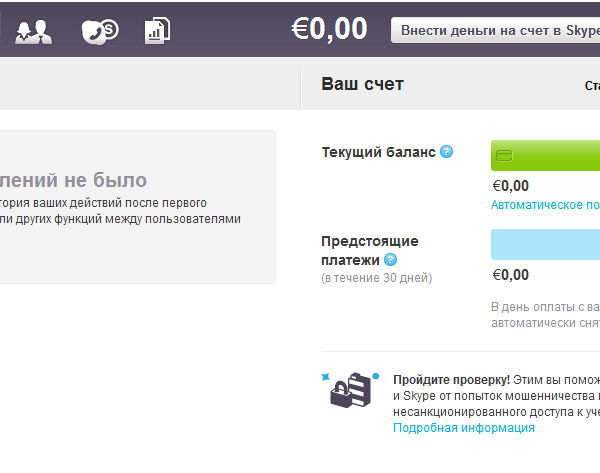 €0,00
Внести деньги на счет в Skype
Ваш счет
лений не было
тория ваших действий после первого
ли других функций между пользователями
Текущий баланс ?
€0,00
Автоматическое по
Предстоящие
платежи ?
(в течение 30 дней)
€0,00
В день оплаты с ва
автоматически сня
Пройдите проверку! Этим вы помож
и Skype от попыток мошенничества
несанкционированного доступа к уче
Подробная информация